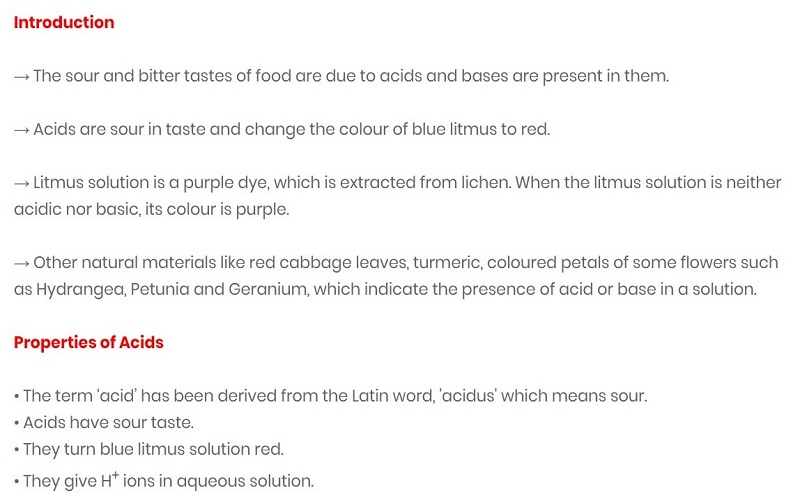 Introduction
→ The sour and bitter tastes of food are due to acids and bases are present in them.
→ Acids are sour in taste and change the colour of blue litmus to red.
→ Litmus solution is a purple dye, which is extracted from lichen. When the litmus solution is neither
acidic nor basic, its colour is purple.
→ Other natural materials like red cabbage leaves, turmeric, coloured petals of some flowers such
as Hydrangea, Petunia and Geranium, which indicate the presence of acid or base in a solution.
Properties of Acids
• The term ‘acid’ has been derived from the Latin word, 'acidus' which means sour.
• Acids have sour taste.
• They turn blue litmus solution red.
• They give H⁺ ions in aqueous solution.